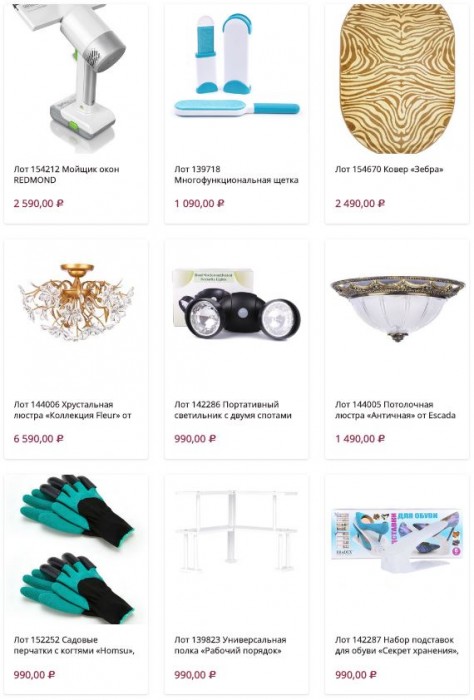 Лот 154212 Мойщик окон
REDMOND
2 590,00 ₽
Лот 139718
Многофункциональная щетка
1 090,00 ₽
Лот 154670 Ковер «Зебра»
2 490,00 ₽
Лот 144006 Хрустальная
люстра «Коллекция Fleur» от
6 590,00 ₽
Лот 142286 Портативный
светильник с двумя спотами
990,00 ₽
Лот 144005 Потолочная
люстра «Античная» от Escada
1 490,00 ₽
Лот 152252 Садовые
перчатки с когтями «Homsu»,
990,00 ₽
Лот 139823 Универсальная
полка «Рабочий порядок»
990,00 ₽
ДЛЯ ОБУВИ
Лот 142287 Набор подставок
для обуви «Секрет хранения»,
990,00 ₽